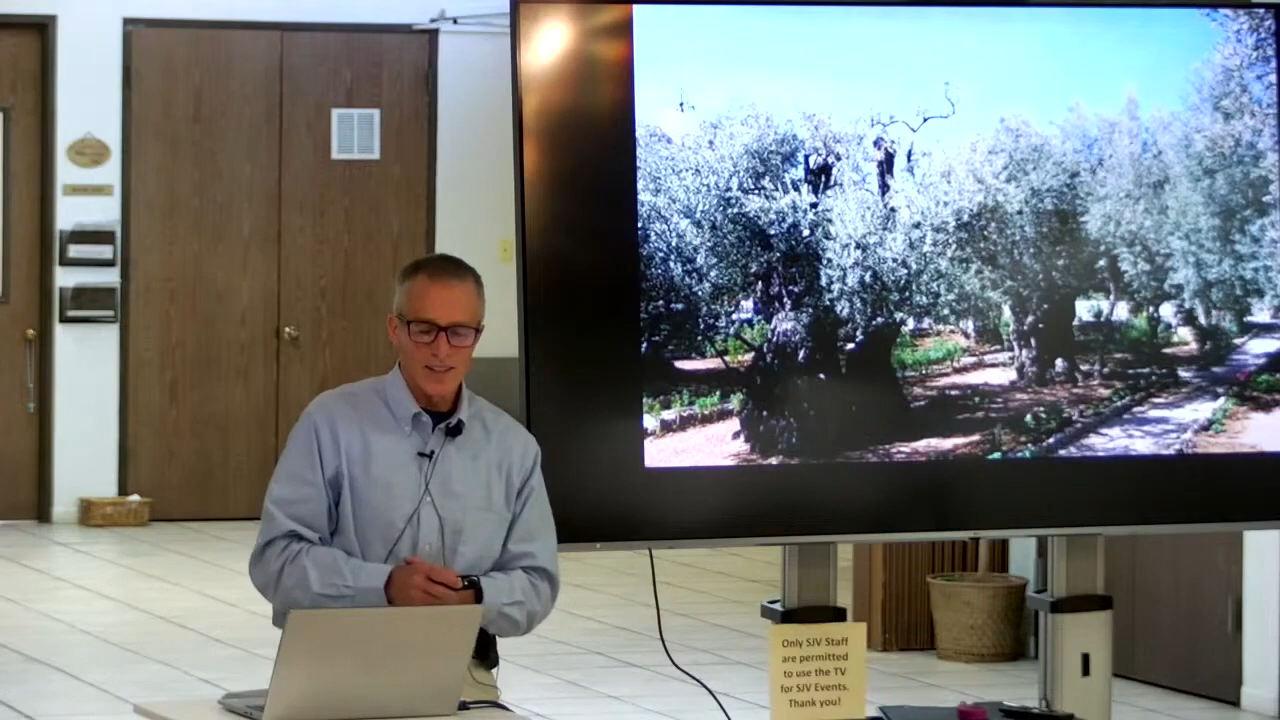 Only SJV Staff
are permitted
to use the TV
for SJV Events.
Thank you!